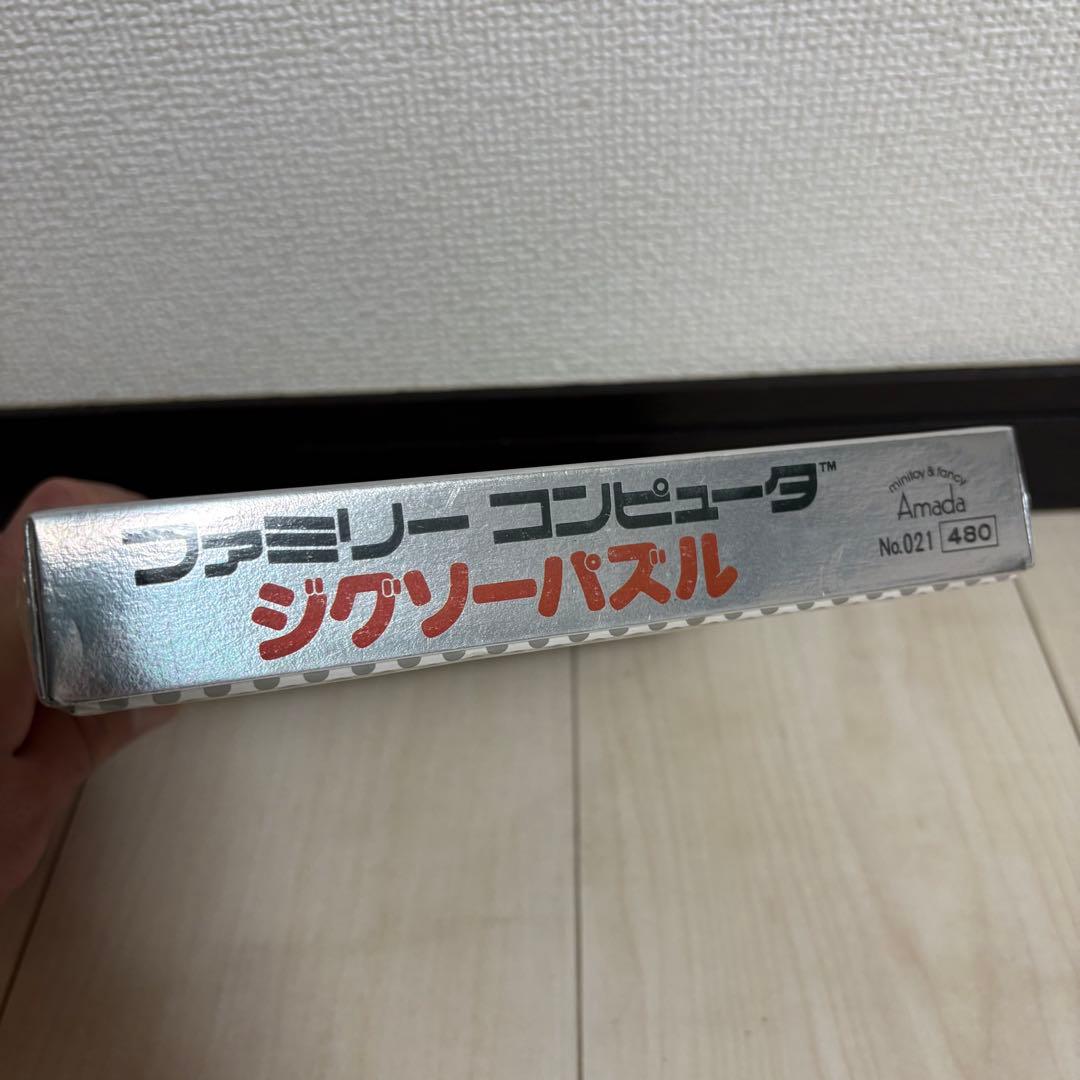 ファミリー コンピュータ™
ジグソーパズル
minitoy & fancy
Amada
No.021 480